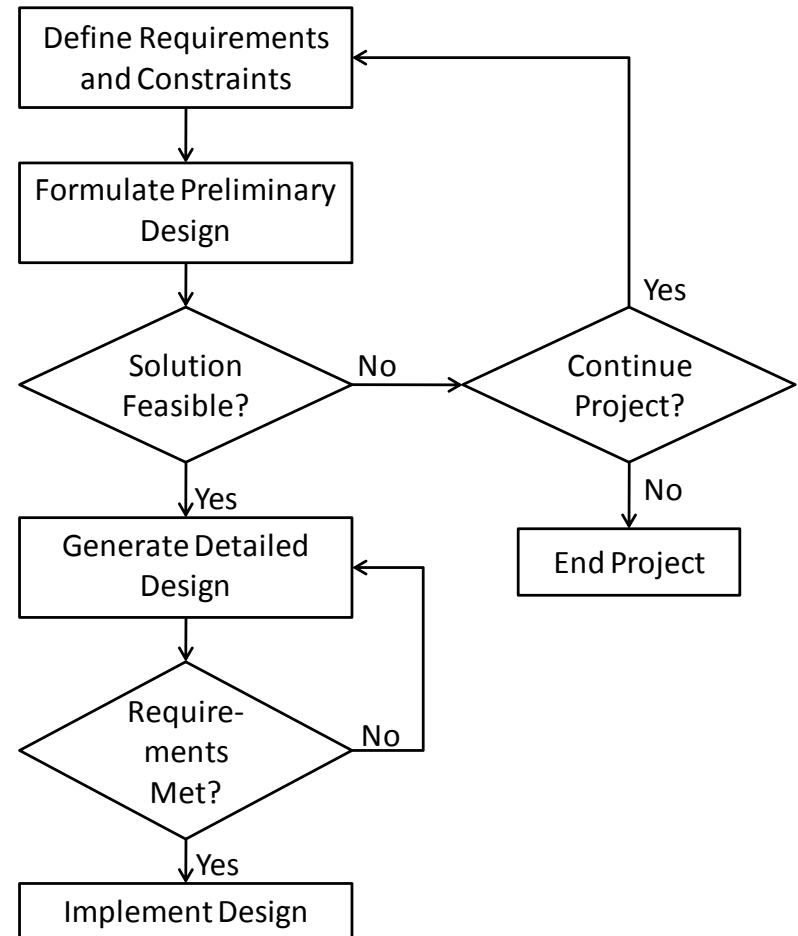 Define Requirements
and Constraints
Formulate Preliminary
Design
Yes
Solution
Feasible?
No
Continue
Project?
Yes
No
Generate Detailed
Design
End Project
Require-
ments
Met?
No
Yes
Implement Design